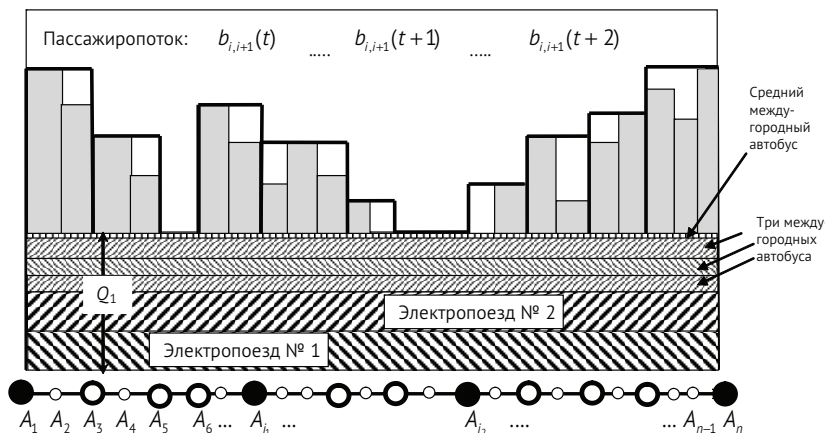 Пассажиропоток: b_{i,i+1}(t) ..... b_{i,i+1}(t+1) ..... b_{i,i+1}(t+2)
Средний
между-
городный
автобус
Три между
городных
автобуса
Q_1
Электропоезд № 2
Электропоезд № 1
A_1 A_2 A_3 A_4 A_5 A_6 ... A_{i_1} ... A_{i_2} .... ... A_{n-1} A_n